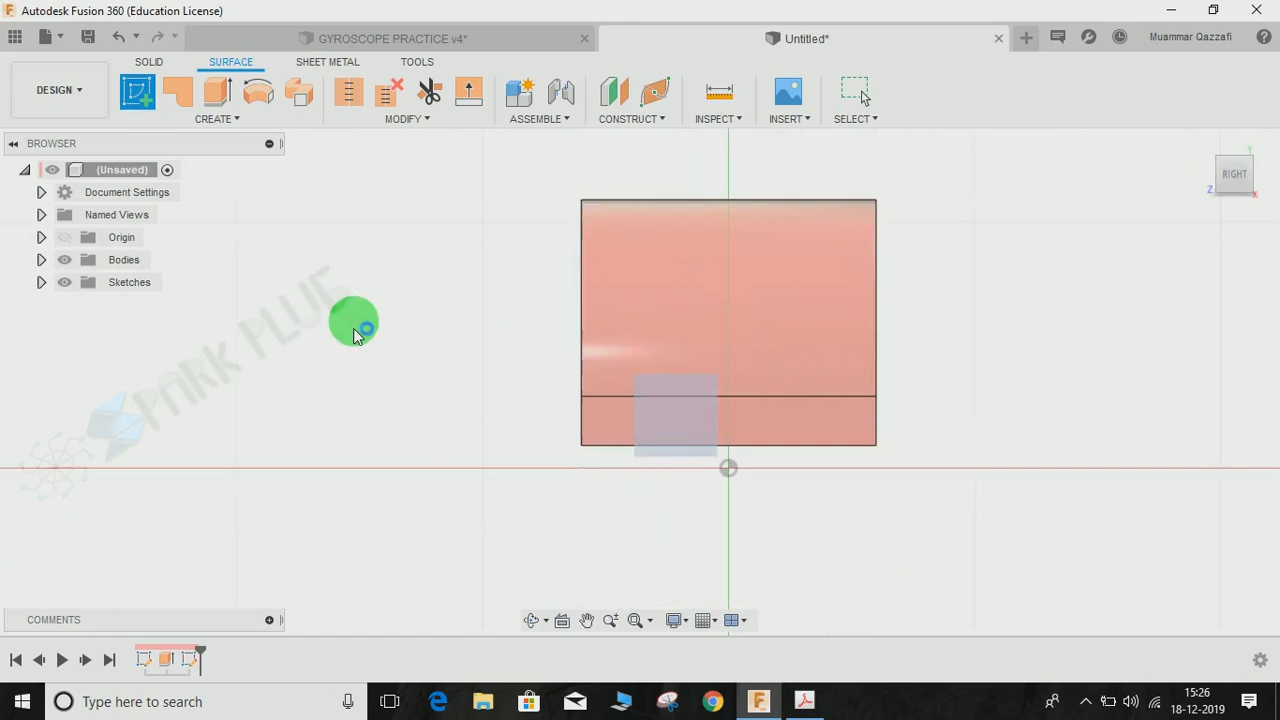 Autodesk Fusion 360 (Education License)
GYROSCOPE PRACTICE v4*
Untitled*
Muammar Qazzafi
DESIGN
SOLID
SURFACE
SHEET METAL
TOOLS
CREATE
MODIFY
ASSEMBLE
CONSTRUCT
INSPECT
INSERT
SELECT
BROWSER
(Unsaved)
Document Settings
Named Views
Origin
Bodies
Sketches
RIGHT
Y
Z
X
SPARK PLUG
COMMENTS
Type here to search
15:26
18-12-2019